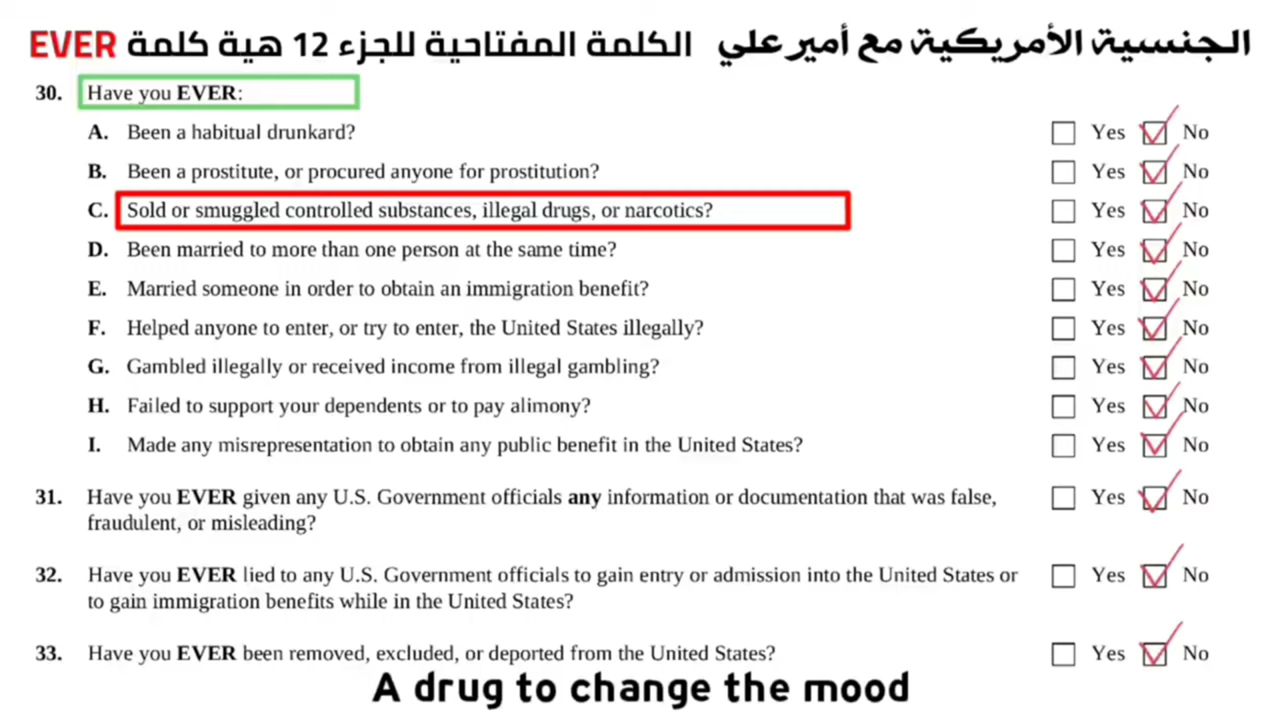 الجنسية الأمريكية مع أمير علي الكلمة المفتاحية للجزء 12 هية كلمة EVER
30. Have you EVER:
A. Been a habitual drunkard? Yes No
B. Been a prostitute, or procured anyone for prostitution? Yes No
C. Sold or smuggled controlled substances, illegal drugs, or narcotics? Yes No
D. Been married to more than one person at the same time? Yes No
E. Married someone in order to obtain an immigration benefit? Yes No
F. Helped anyone to enter, or try to enter, the United States illegally? Yes No
G. Gambled illegally or received income from illegal gambling? Yes No
H. Failed to support your dependents or to pay alimony? Yes No
I. Made any misrepresentation to obtain any public benefit in the United States? Yes No
31. Have you EVER given any U.S. Government officials any information or documentation that was false, Yes No
fraudulent, or misleading?
32. Have you EVER lied to any U.S. Government officials to gain entry or admission into the United States or Yes No
to gain immigration benefits while in the United States?
33. Have you EVER been removed, excluded, or deported from the United States? Yes No
A drug to change the mood